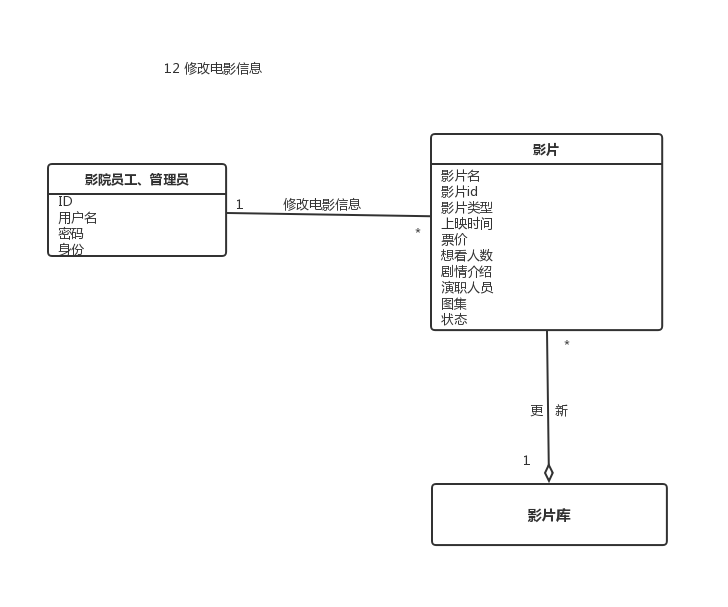 12 修改电影信息
影院员工、管理员
ID
用户名
密码
身份
1
修改电影信息
*
影片
影片名
影片id
影片类型
上映时间
票价
想看人数
剧情介绍
演职人员
图集
状态
*
更 新
1
影片库